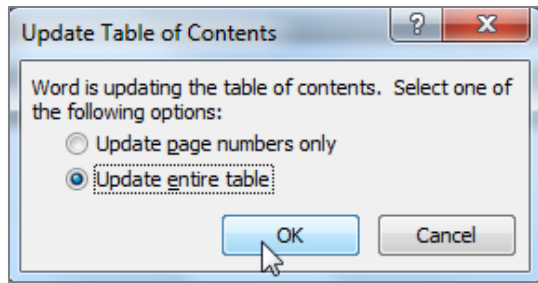 Update Table of Contents
?
X
Word is updating the table of contents. Select one of
the following options:
Update page numbers only
Update entire table
OK
Cancel